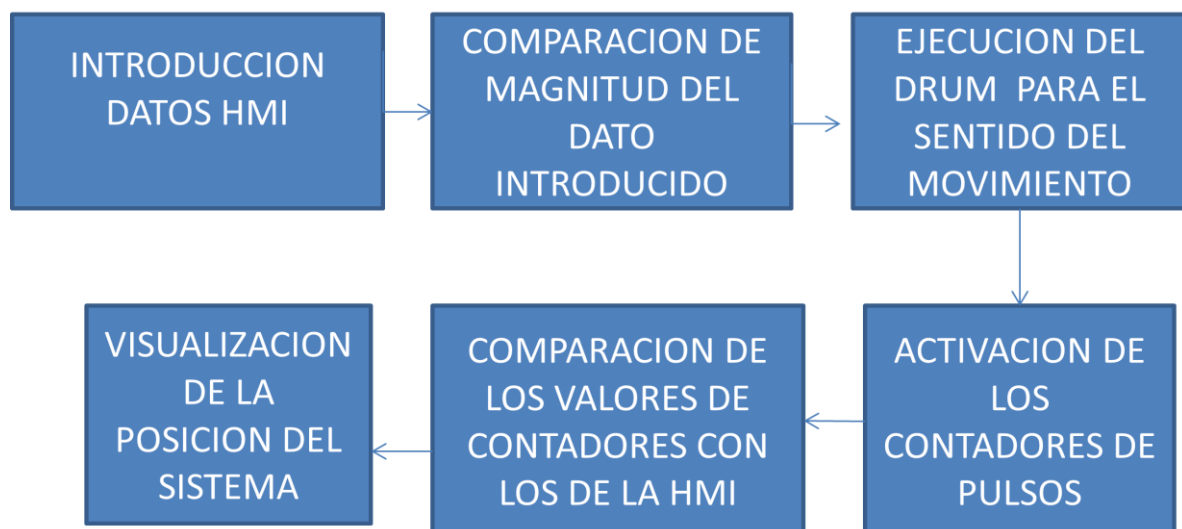 INTRODUCCION
DATOS HMI
COMPARACION DE
MAGNITUD DEL
DATO
INTRODUCIDO
EJECUCION DEL
DRUM PARA EL
SENTIDO DEL
MOVIMIENTO
ACTIVACION DE
LOS
CONTADORES DE
PULSOS
COMPARACION DE
LOS VALORES DE
CONTADORES CON
LOS DE LA HMI
VISUALIZACION
DE LA
POSICION DEL
SISTEMA